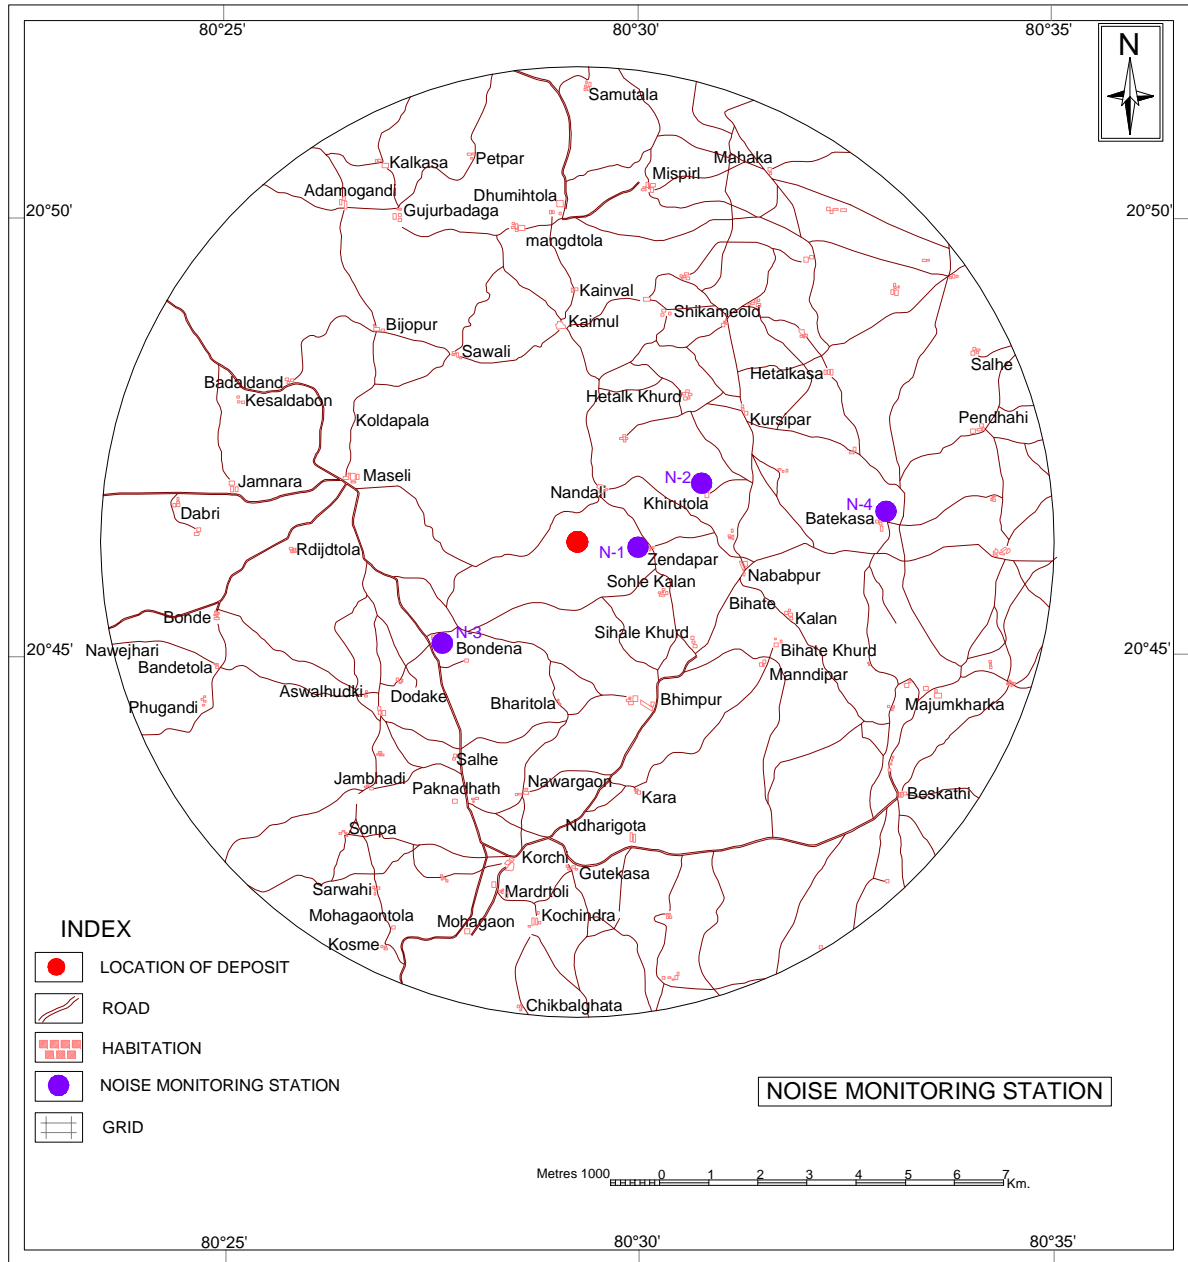 80°25'
80°30'
80°35'
N
Samutala
Kalkasa
Petpar
Mahaka
Mispirl
Adamogandi
Dhumihtola
Gujurbadaga
20°50'
20°50'
mangdtola
Kainval
Shikameold
Bijopur
Kaimul
Sawali
Salhe
Badaldand
Hetalkasa
Kesaldabon
Hetalk Khurd
Koldapala
Kursipar
Pendhahi
Maseli
N-2
Jamnara
Nandali
Khirutola
N-4
Dabri
Batekasa
Rdijdtola
N-1
Zendapar
Sohle Kalan
Nababpur
Bihate
Bonde
Kalan
N-3
Sihale Khurd
Nawejhari
Bondena
Bihate Khurd
20°45'
20°45'
Bandetola
Manndipar
Aswalhudki
Dodake
Phugandi
Bharitola
Bhimpur
Majumkharka
Salhe
Jambhadi
Paknadhath
Nawargaon
Kara
Beskathi
Sonpa
Ndharigota
Korchi
Gutekasa
Sarwahi
Mardrtoli
Mohagaontola
Mohagaon
Kochindra
Kosme
Chikbalghata
INDEX
LOCATION OF DEPOSIT
ROAD
HABITATION
NOISE MONITORING STATION
GRID
NOISE MONITORING STATION
Metres 1000 0 1 2 3 4 5 6 7
Km.
80°25'
80°30'
80°35'